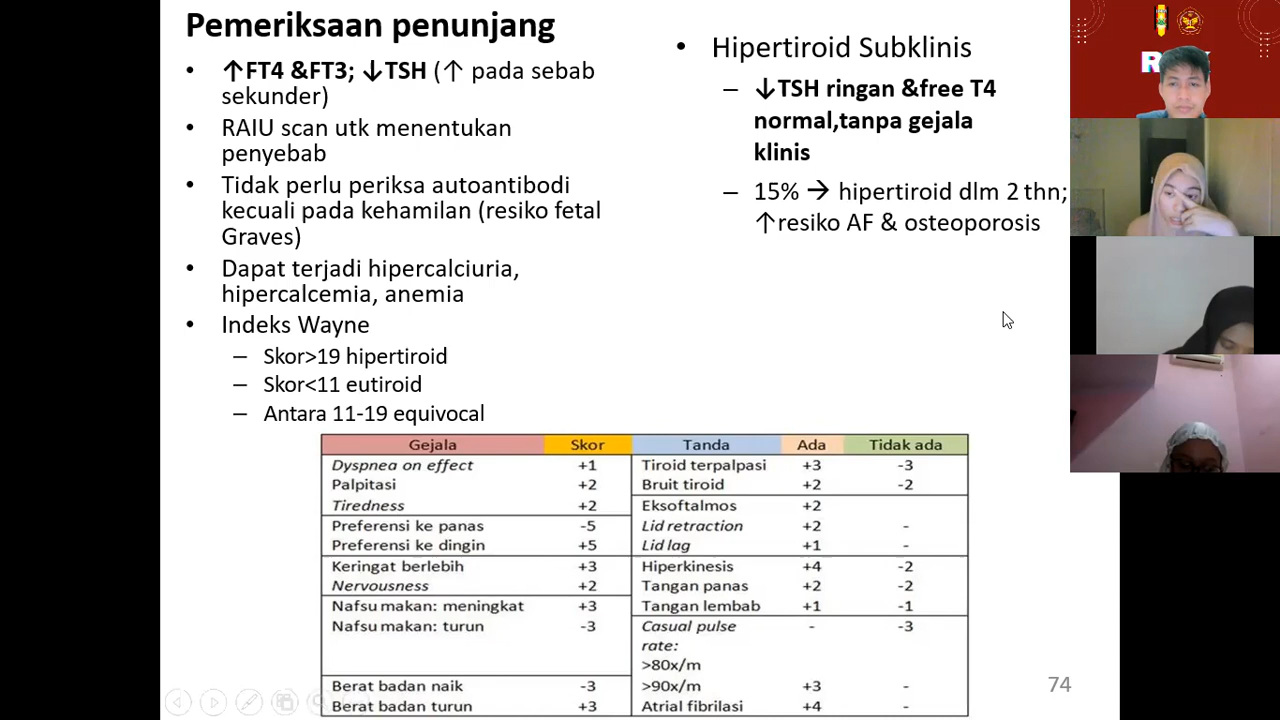 Pemeriksaan penunjang
• ↑FT4 &FT3; ↓TSH (↑ pada sebab
sekunder)
• RAIU scan utk menentukan
penyebab
• Tidak perlu periksa autoantibodi
kecuali pada kehamilan (resiko fetal
Graves)
• Dapat terjadi hipercalciuria,
hipercalcemia, anemia
• Indeks Wayne
– Skor>19 hipertiroid
– Skor<11 eutiroid
– Antara 11-19 equivocal
• Hipertiroid Subklinis
– ↓TSH ringan &free T4
normal,tanpa gejala
klinis
– 15% → hipertiroid dlm 2 thn;
↑resiko AF & osteoporosis
Gejala Skor Tanda Ada Tidak ada
Dyspnea on effect +1 Tiroid terpalpasi +3 -3
Palpitasi +2 Bruit tiroid +2 -2
Tiredness +2 Eksoftalmos +2
Preferensi ke panas -5 Lid retraction +2 -
Preferensi ke dingin +5 Lid lag +1 -
Keringat berlebih +3 Hiperkinesis +4 -2
Nervousness +2 Tangan panas +2 -2
Nafsu makan: meningkat +3 Tangan lembab +1 -1
Nafsu makan: turun -3 Casual pulse - -3
rate:
>80x/m
Berat badan naik -3 >90x/m +3 -
Berat badan turun +3 Atrial fibrilasi +4 -
74